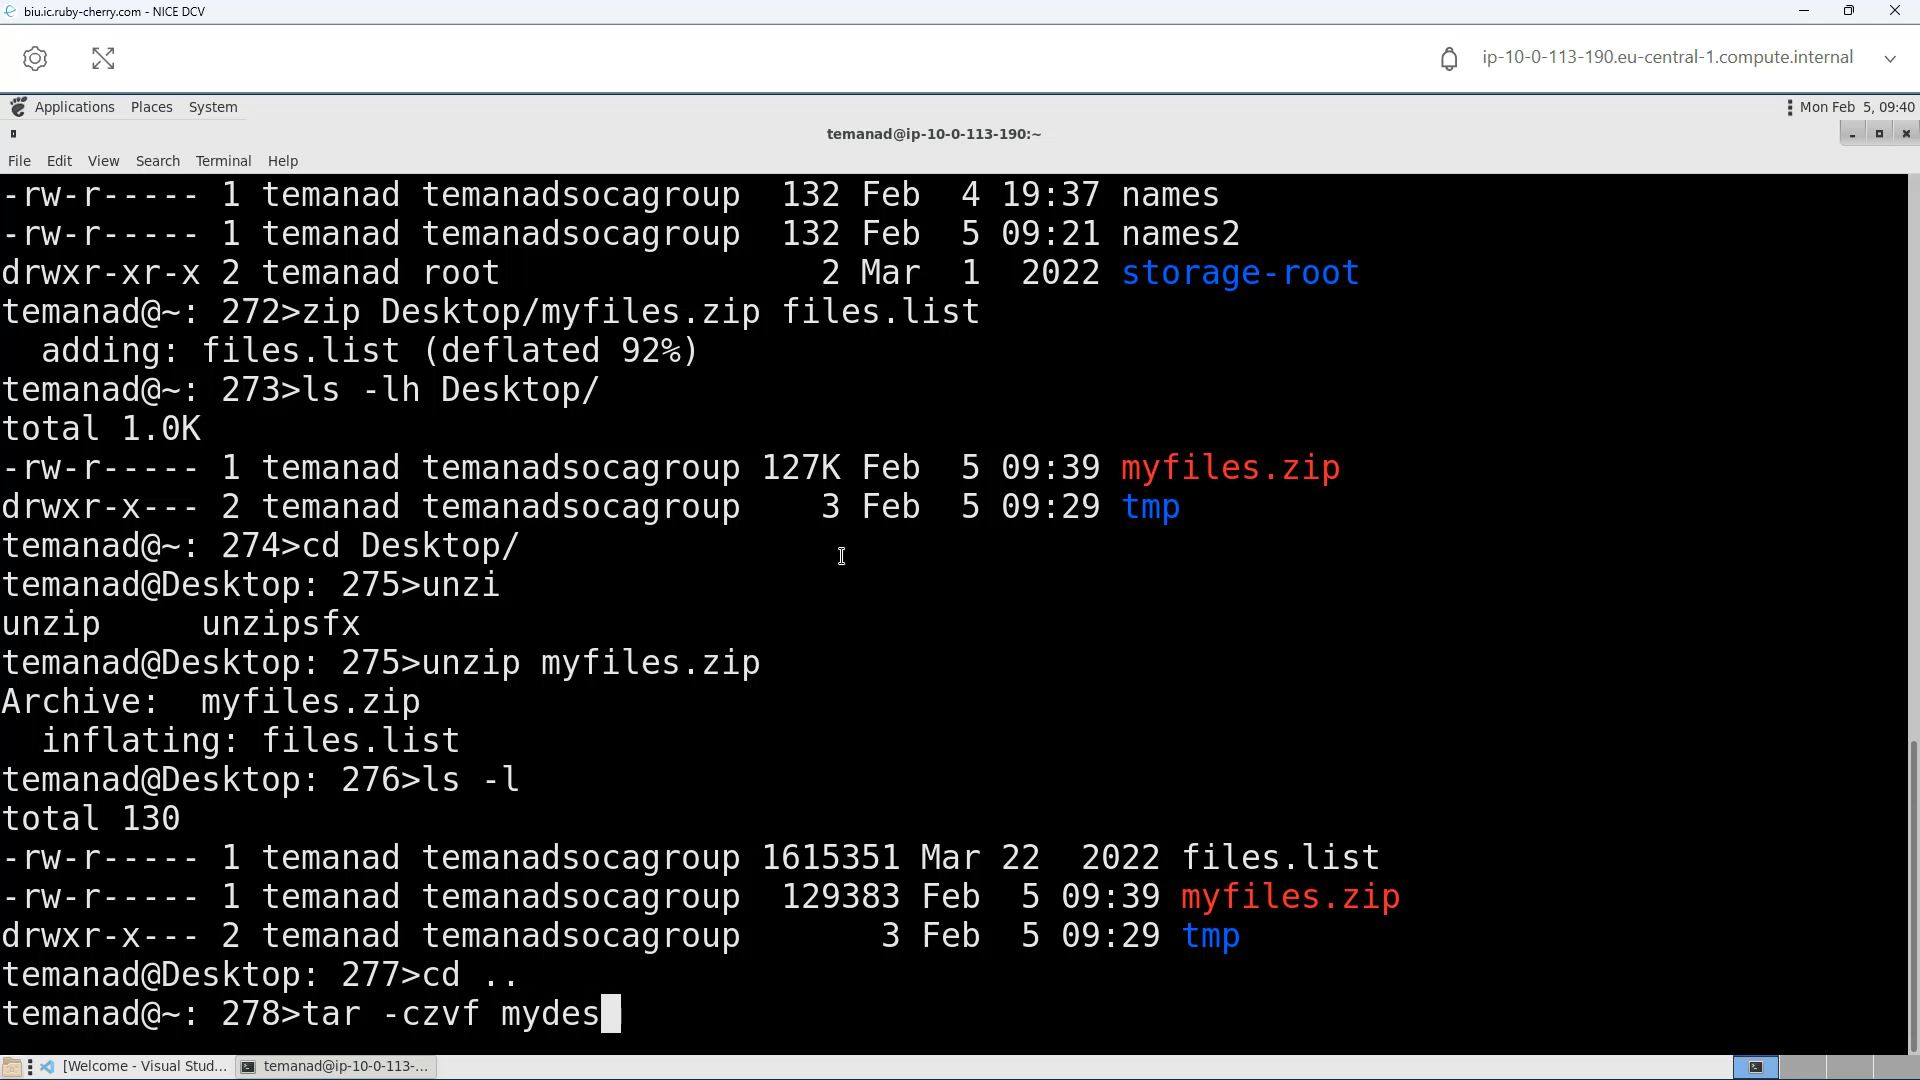 biu.ic.ruby-cherry.com - NICE DCV
ip-10-0-113-190.eu-central-1.compute.internal
Applications Places System
Mon Feb 5, 09:40
temanad@ip-10-0-113-190:~
File Edit View Search Terminal Help
-rw-r----- 1 temanad temanadsocagroup 132 Feb 4 19:37 names
-rw-r----- 1 temanad temanadsocagroup 132 Feb 5 09:21 names2
drwxr-xr-x 2 temanad root 2 Mar 1 2022 storage-root
temanad@~: 272>zip Desktop/myfiles.zip files.list
adding: files.list (deflated 92%)
temanad@~: 273>ls -lh Desktop/
total 1.0K
-rw-r----- 1 temanad temanadsocagroup 127K Feb 5 09:39 myfiles.zip
drwxr-x--- 2 temanad temanadsocagroup 3 Feb 5 09:29 tmp
temanad@~: 274>cd Desktop/
temanad@Desktop: 275>unzi
unzip unzipsfx
temanad@Desktop: 275>unzip myfiles.zip
Archive: myfiles.zip
inflating: files.list
temanad@Desktop: 276>ls -l
total 130
-rw-r----- 1 temanad temanadsocagroup 1615351 Mar 22 2022 files.list
-rw-r----- 1 temanad temanadsocagroup 129383 Feb 5 09:39 myfiles.zip
drwxr-x--- 2 temanad temanadsocagroup 3 Feb 5 09:29 tmp
temanad@Desktop: 277>cd ..
temanad@~: 278>tar -czvf mydes
[Welcome - Visual Stud... temanad@ip-10-0-113-...